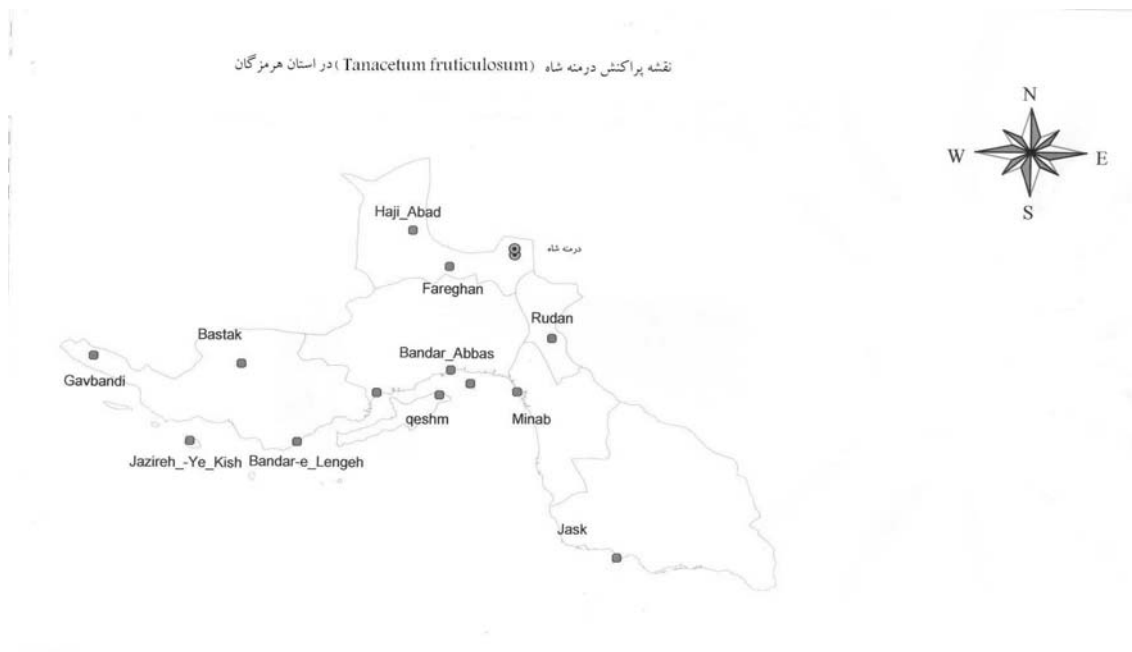 نقشه پراکنش درمنه شاه (Tanacetum fruticulosum) در استان هرمزگان
N
W
E
S
Haji_Abad
درمنه شاه
Fareghan
Rudan
Bastak
Bandar_Abbas
Gavbandi
qeshm
Minab
Jazireh_-Ye_Kish
Bandar-e_Lengeh
Jask